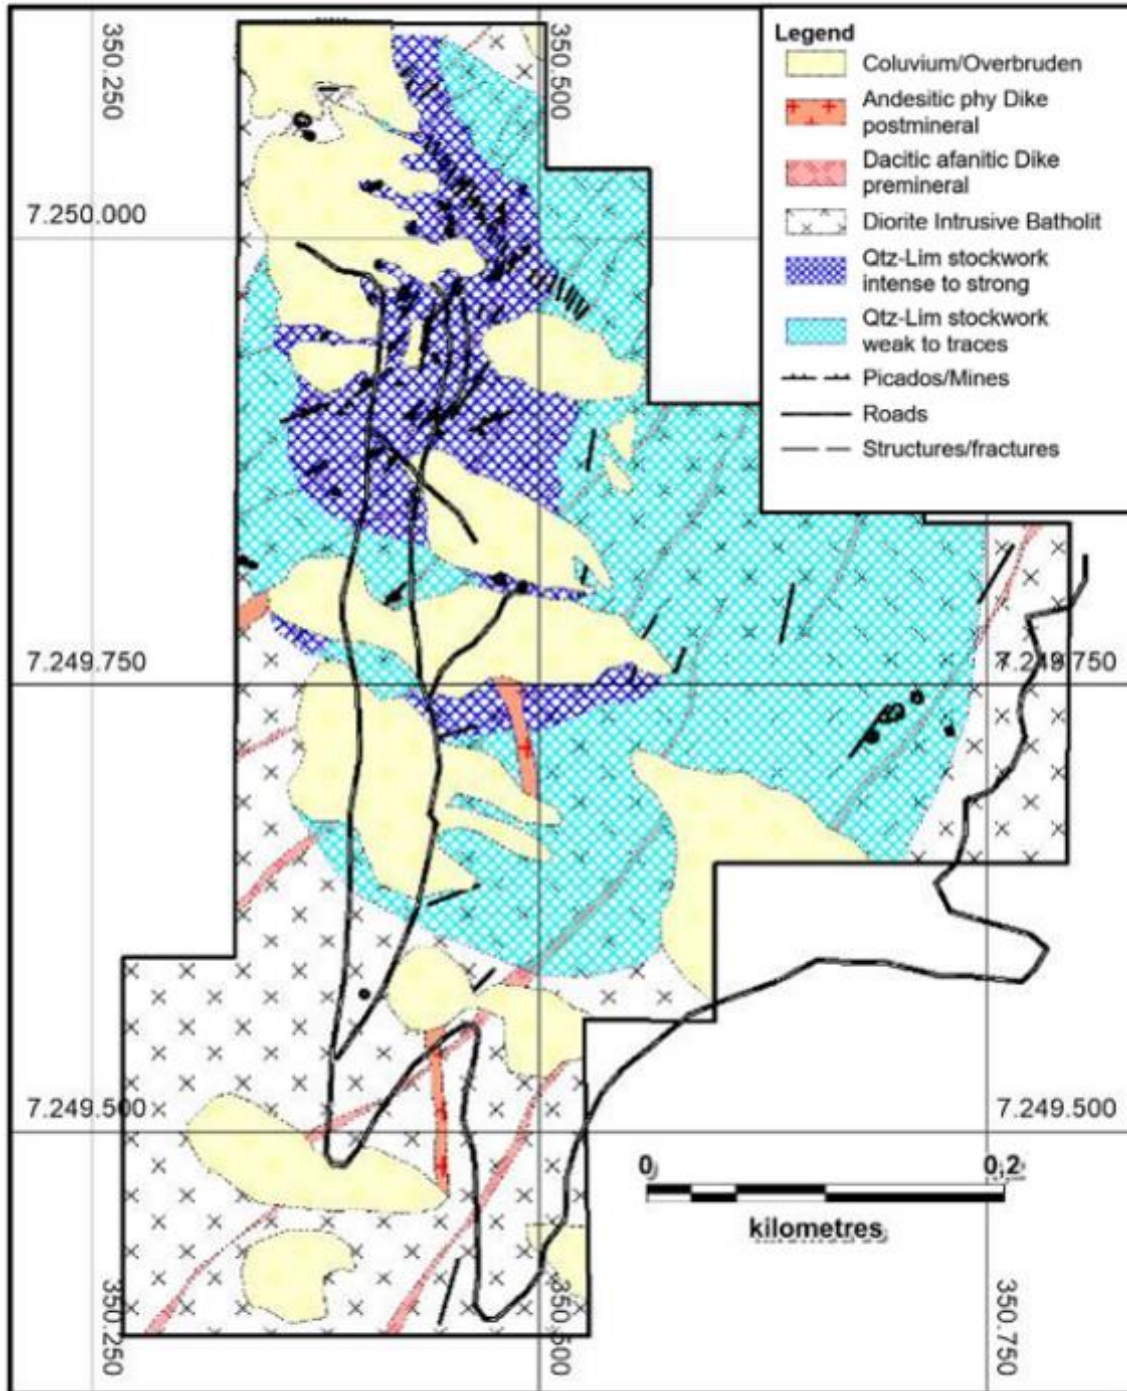 350.250
350.500
Legend
Coluvium/Overbruden
Andesitic phy Dike
postmineral
Dacitic afanitic Dike
premineral
Diorite Intrusive Batholit
Qtz-Lim stockwork
intense to strong
Qtz-Lim stockwork
weak to traces
Picados/Mines
Roads
Structures/fractures
7.250.000
7.249.750
7.249.750
7.249.500
7.249.500
0
0,2
kilometres
350.250
350.500
350.750